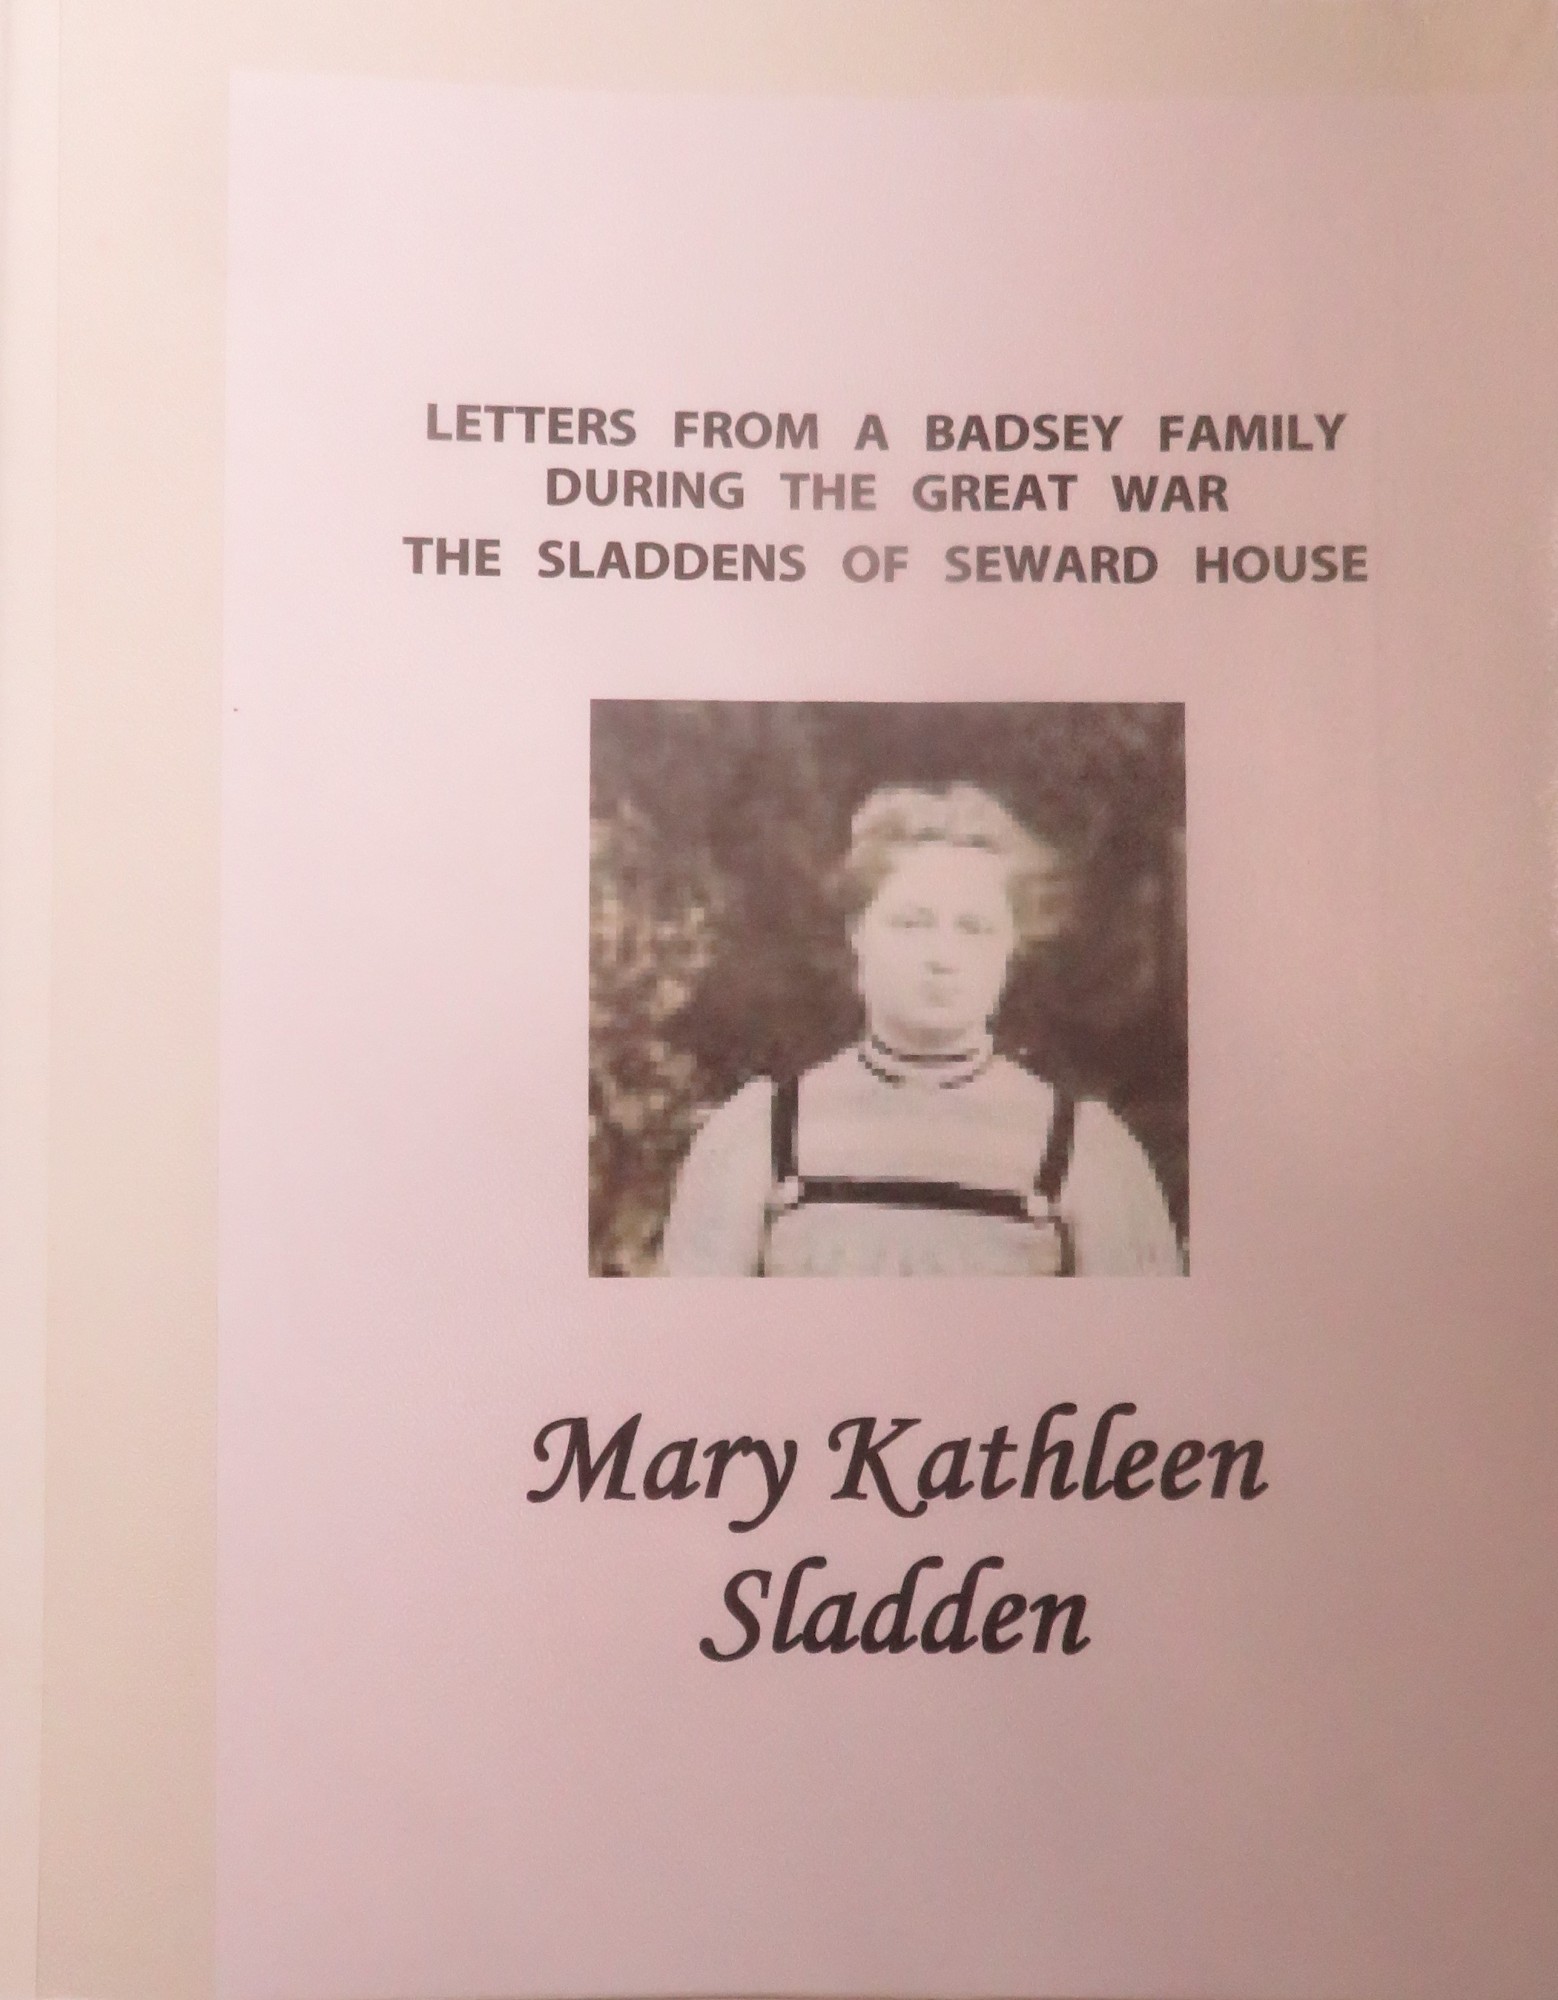 LETTERS FROM A BADSEY FAMILY
DURING THE GREAT WAR
THE SLADDENS OF SEWARD HOUSE
Mary Kathleen
Sladden